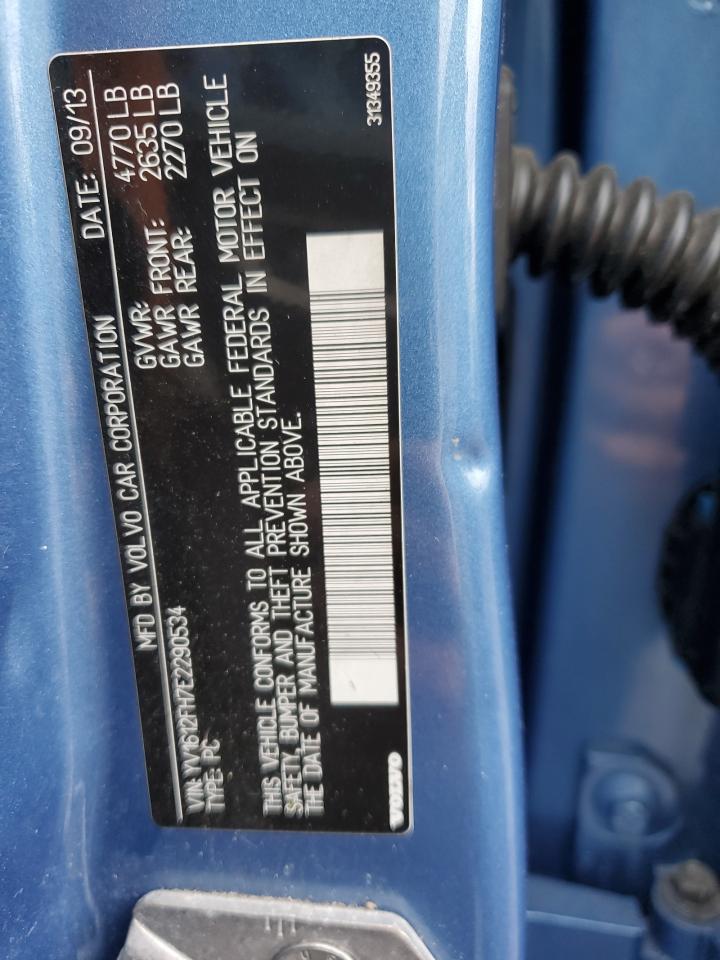 MFD BY VOLVO CAR CORPORATION DATE: 09/13
GVWR: 4770 LB
GAWR FRONT: 2635 LB
GAWR REAR: 2270 LB
VIN: YV1612FH7E2290534
TYPE: PC
THIS VEHICLE CONFORMS TO ALL APPLICABLE FEDERAL MOTOR VEHICLE
SAFETY, BUMPER AND THEFT PREVENTION STANDARDS IN EFFECT ON
THE DATE OF MANUFACTURE SHOWN ABOVE.
VOLVO 31349355